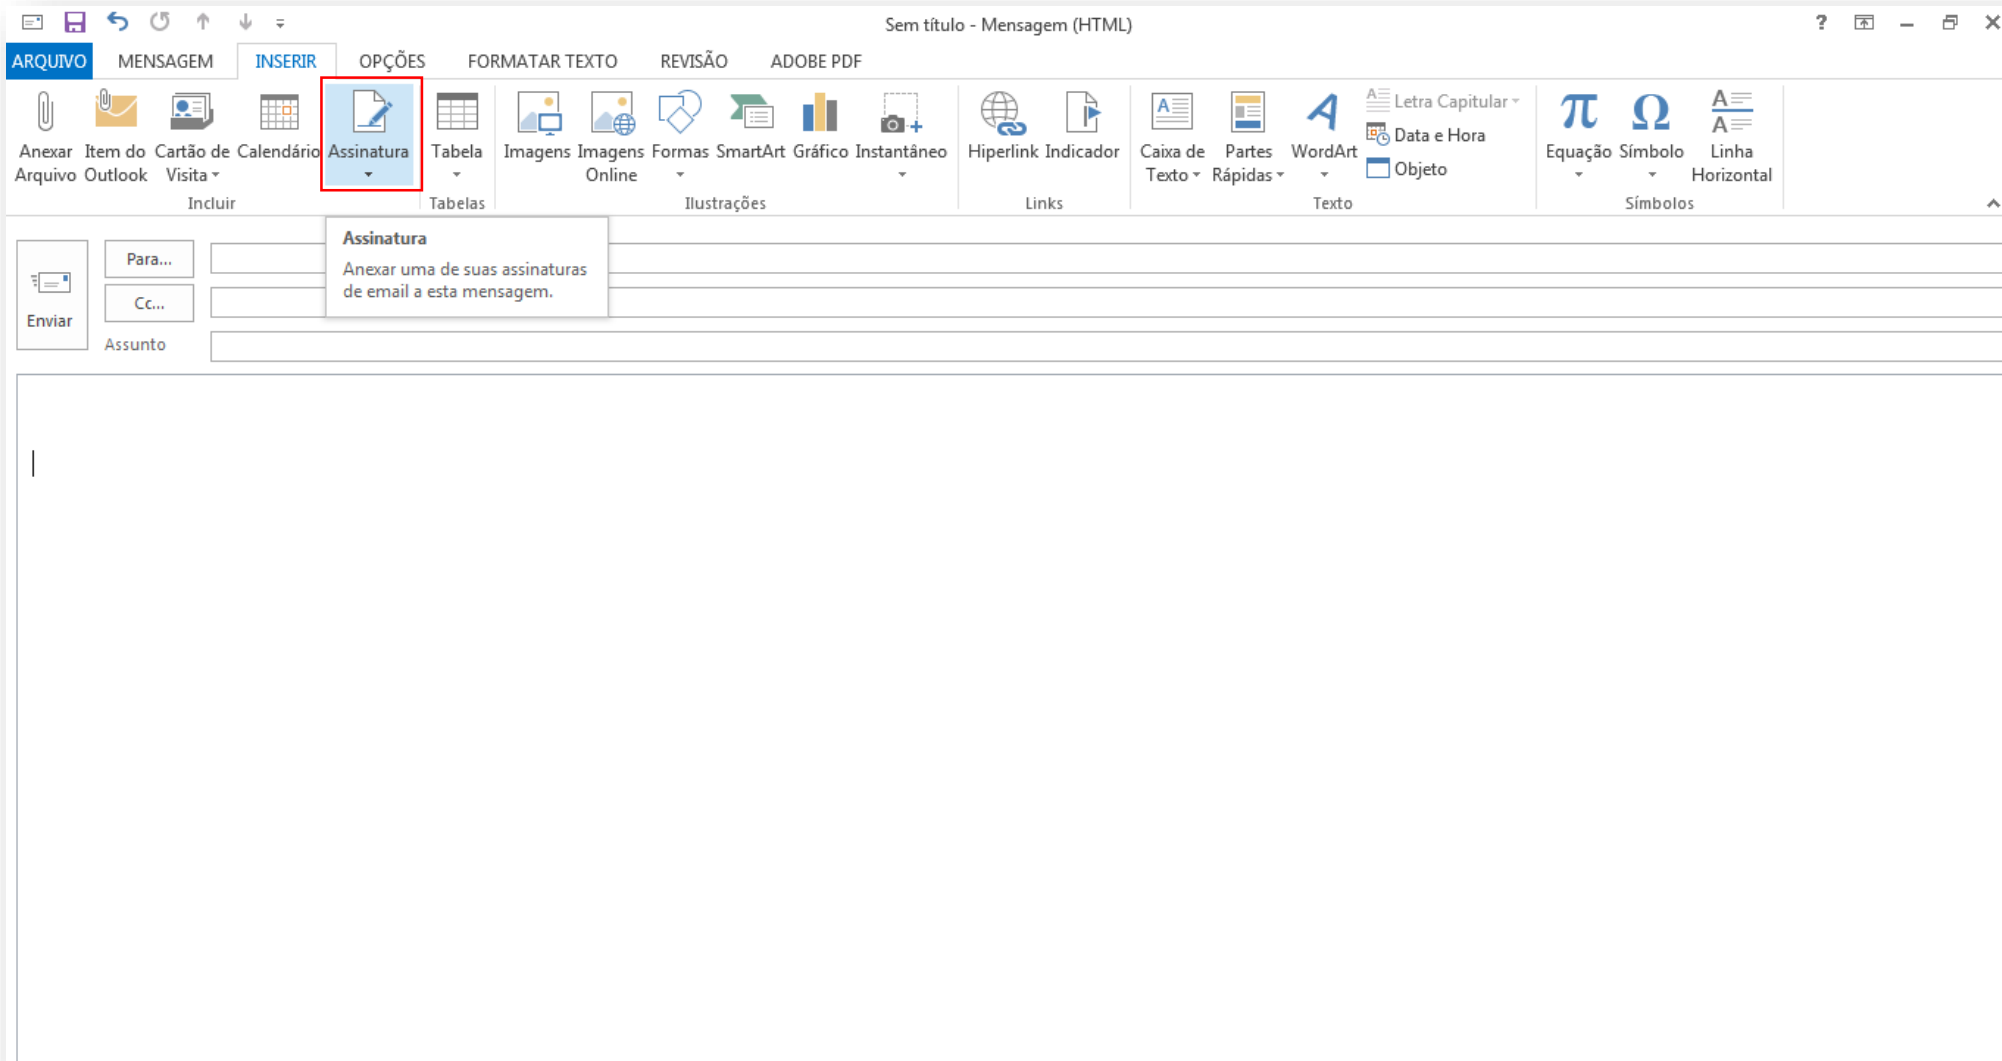 Sem título - Mensagem (HTML)
?
ARQUIVO MENSAGEM INSERIR OPÇÕES FORMATAR TEXTO REVISÃO ADOBE PDF
Anexar Arquivo
Item do Outlook
Cartão de Visita
Calendário
Assinatura
Incluir
Tabela
Tabelas
Imagens
Imagens Online
Formas
SmartArt
Gráfico
Instantâneo
Ilustrações
Hiperlink
Indicador
Links
Caixa de Texto
Partes Rápidas
WordArt
Letra Capitular
Data e Hora
Objeto
Texto
π
Equação
Ω
Símbolo
Linha Horizontal
Símbolos
Assinatura
Anexar uma de suas assinaturas
de email a esta mensagem.
Enviar
Para...
Cc...
Assunto